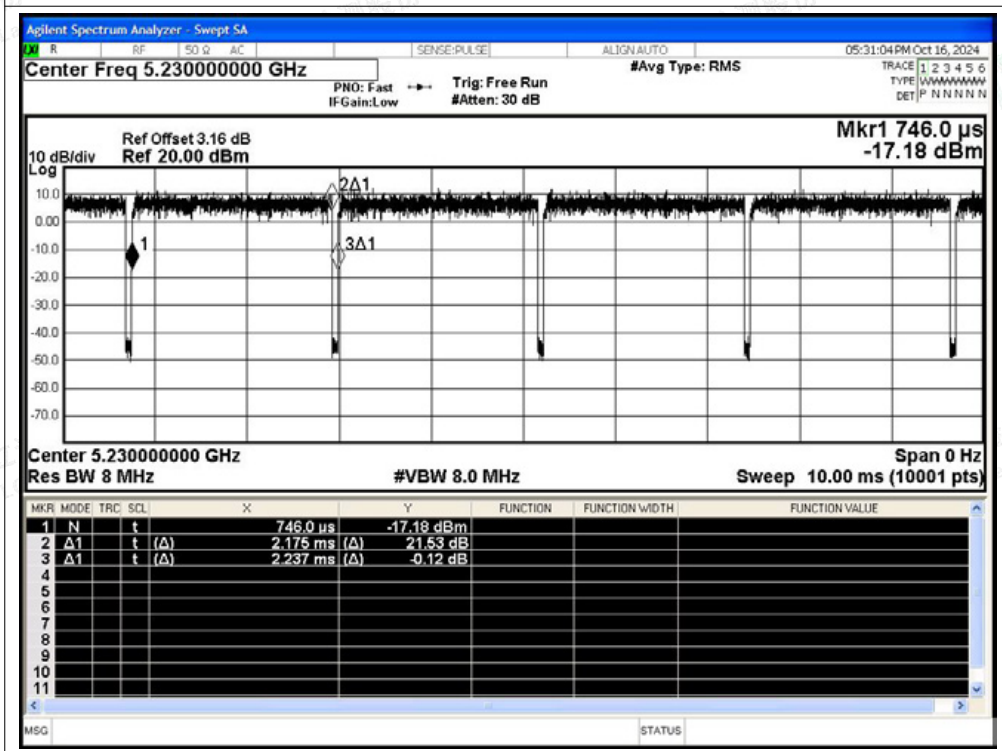 Agilent Spectrum Analyzer - Swept SA
LXI R RF 50 Ω AC SENSE:PULSE ALIGN AUTO 05:31:04 PM Oct 16, 2024
Center Freq 5.230000000 GHz #Avg Type: RMS TRACE 1 2 3 4 5 6
PNO: Fast Trig: Free Run TYPE WWWWWW
IFGain:Low #Atten: 30 dB DET P N N N N N
Mkr1 746.0 µs
Ref Offset 3.16 dB
10 dB/div Ref 20.00 dBm -17.18 dBm
Log
10.0
0.00
-10.0
-20.0
-30.0
-40.0
-50.0
-60.0
-70.0
2Δ1
1
3Δ1
Center 5.230000000 GHz Span 0 Hz
Res BW 8 MHz #VBW 8.0 MHz Sweep 10.00 ms (10001 pts)
MKR MODE TRC SCL X Y FUNCTION FUNCTION WIDTH FUNCTION VALUE
1 N t 746.0 µs -17.18 dBm
2 Δ1 t (Δ) 2.175 ms (Δ) 21.53 dB
3 Δ1 t (Δ) 2.237 ms (Δ) -0.12 dB
4
5
6
7
8
9
10
11
MSG STATUS